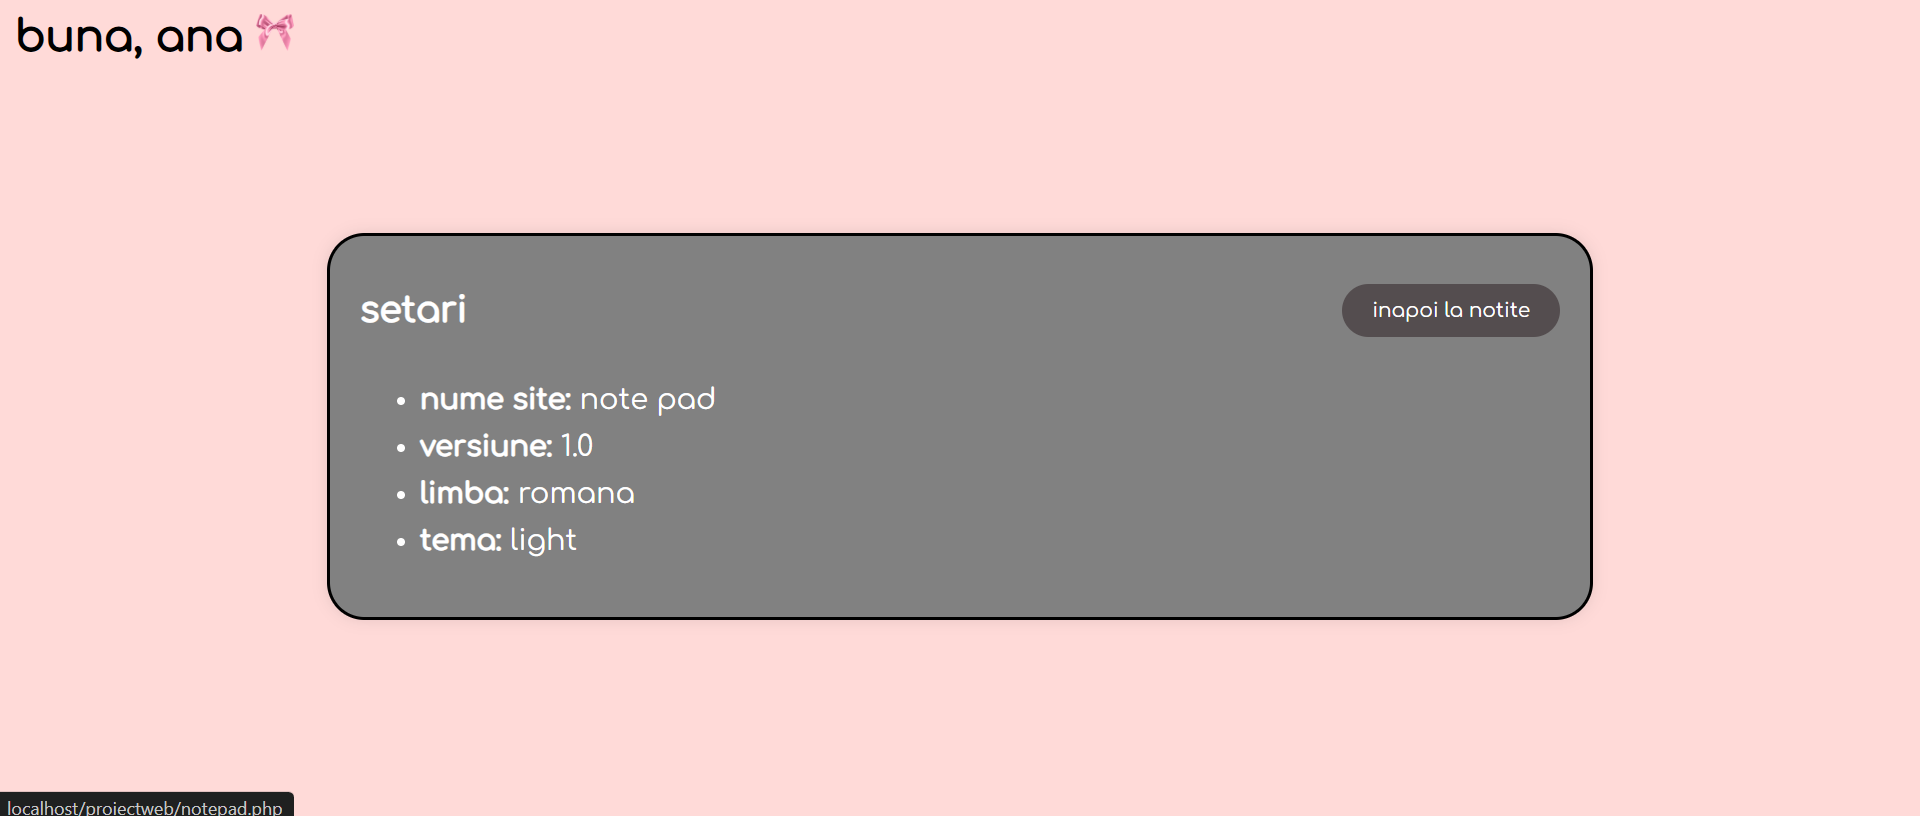 buna, ana 🎀
setari
inapoi la notite
• nume site: note pad
• versiune: 1.0
• limba: romana
• tema: light
localhost/proiectweb/notepad.php